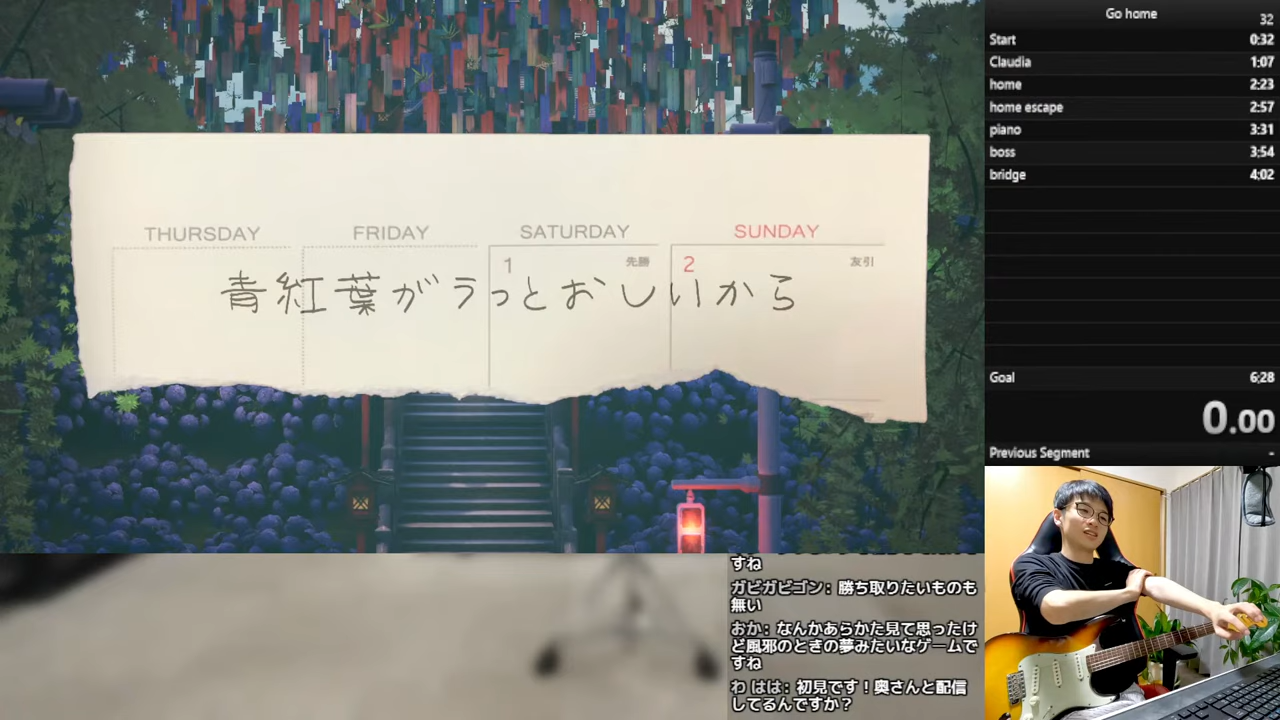 THURSDAY FRIDAY SATURDAY SUNDAY
1 先勝 2 友引
青紅葉がうっとおしいから
Go home
32
Start 0:32
Claudia 1:07
home 2:23
home escape 2:57
piano 3:31
boss 3:54
bridge 4:02
Goal 6:28
0.00
Previous Segment -
すね
ガビガビゴン: 勝ち取りたいものも
無い
おか: なんかあらかた見て思ったけ
ど風邪のときの夢みたいなゲームで
すね
わ はは: 初見です！奥さんと配信
してるんですか？